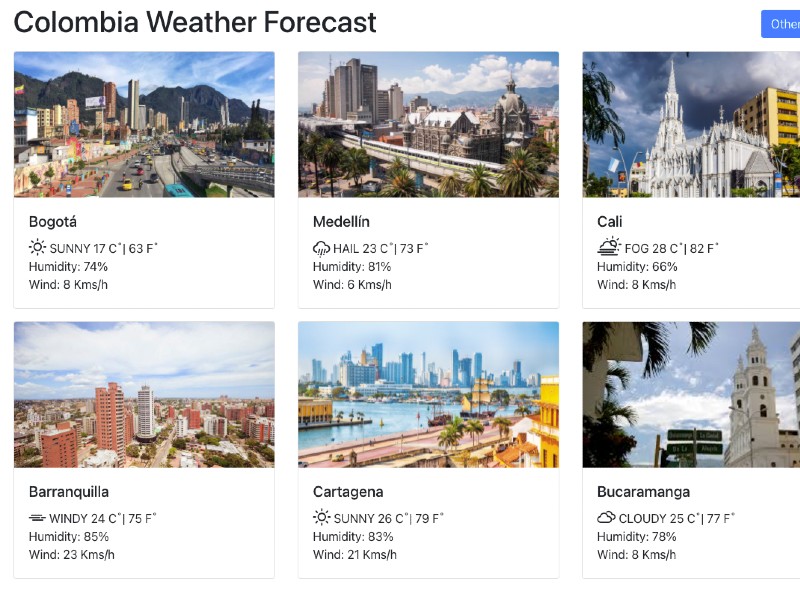 Colombia Weather Forecast
Other
Bogotá
SUNNY 17 C°| 63 F°
Humidity: 74%
Wind: 8 Kms/h
Medellín
HAIL 23 C°| 73 F°
Humidity: 81%
Wind: 6 Kms/h
Cali
FOG 28 C°| 82 F°
Humidity: 66%
Wind: 8 Kms/h
Barranquilla
WINDY 24 C°| 75 F°
Humidity: 85%
Wind: 23 Kms/h
Cartagena
SUNNY 26 C°| 79 F°
Humidity: 83%
Wind: 21 Kms/h
Bucaramanga
CLOUDY 25 C°| 77 F°
Humidity: 78%
Wind: 8 Kms/h